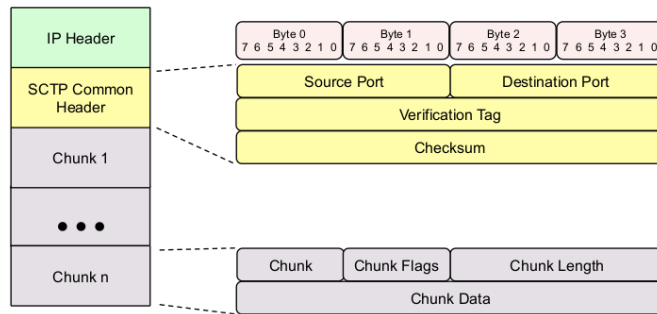 IP Header
SCTP Common
Header
Chunk 1
•••
Chunk n
Byte 0 Byte 1 Byte 2 Byte 3
7 6 5 4 3 2 1 0 7 6 5 4 3 2 1 0 7 6 5 4 3 2 1 0 7 6 5 4 3 2 1 0
Source Port Destination Port
Verification Tag
Checksum
Chunk Chunk Flags Chunk Length
Chunk Data